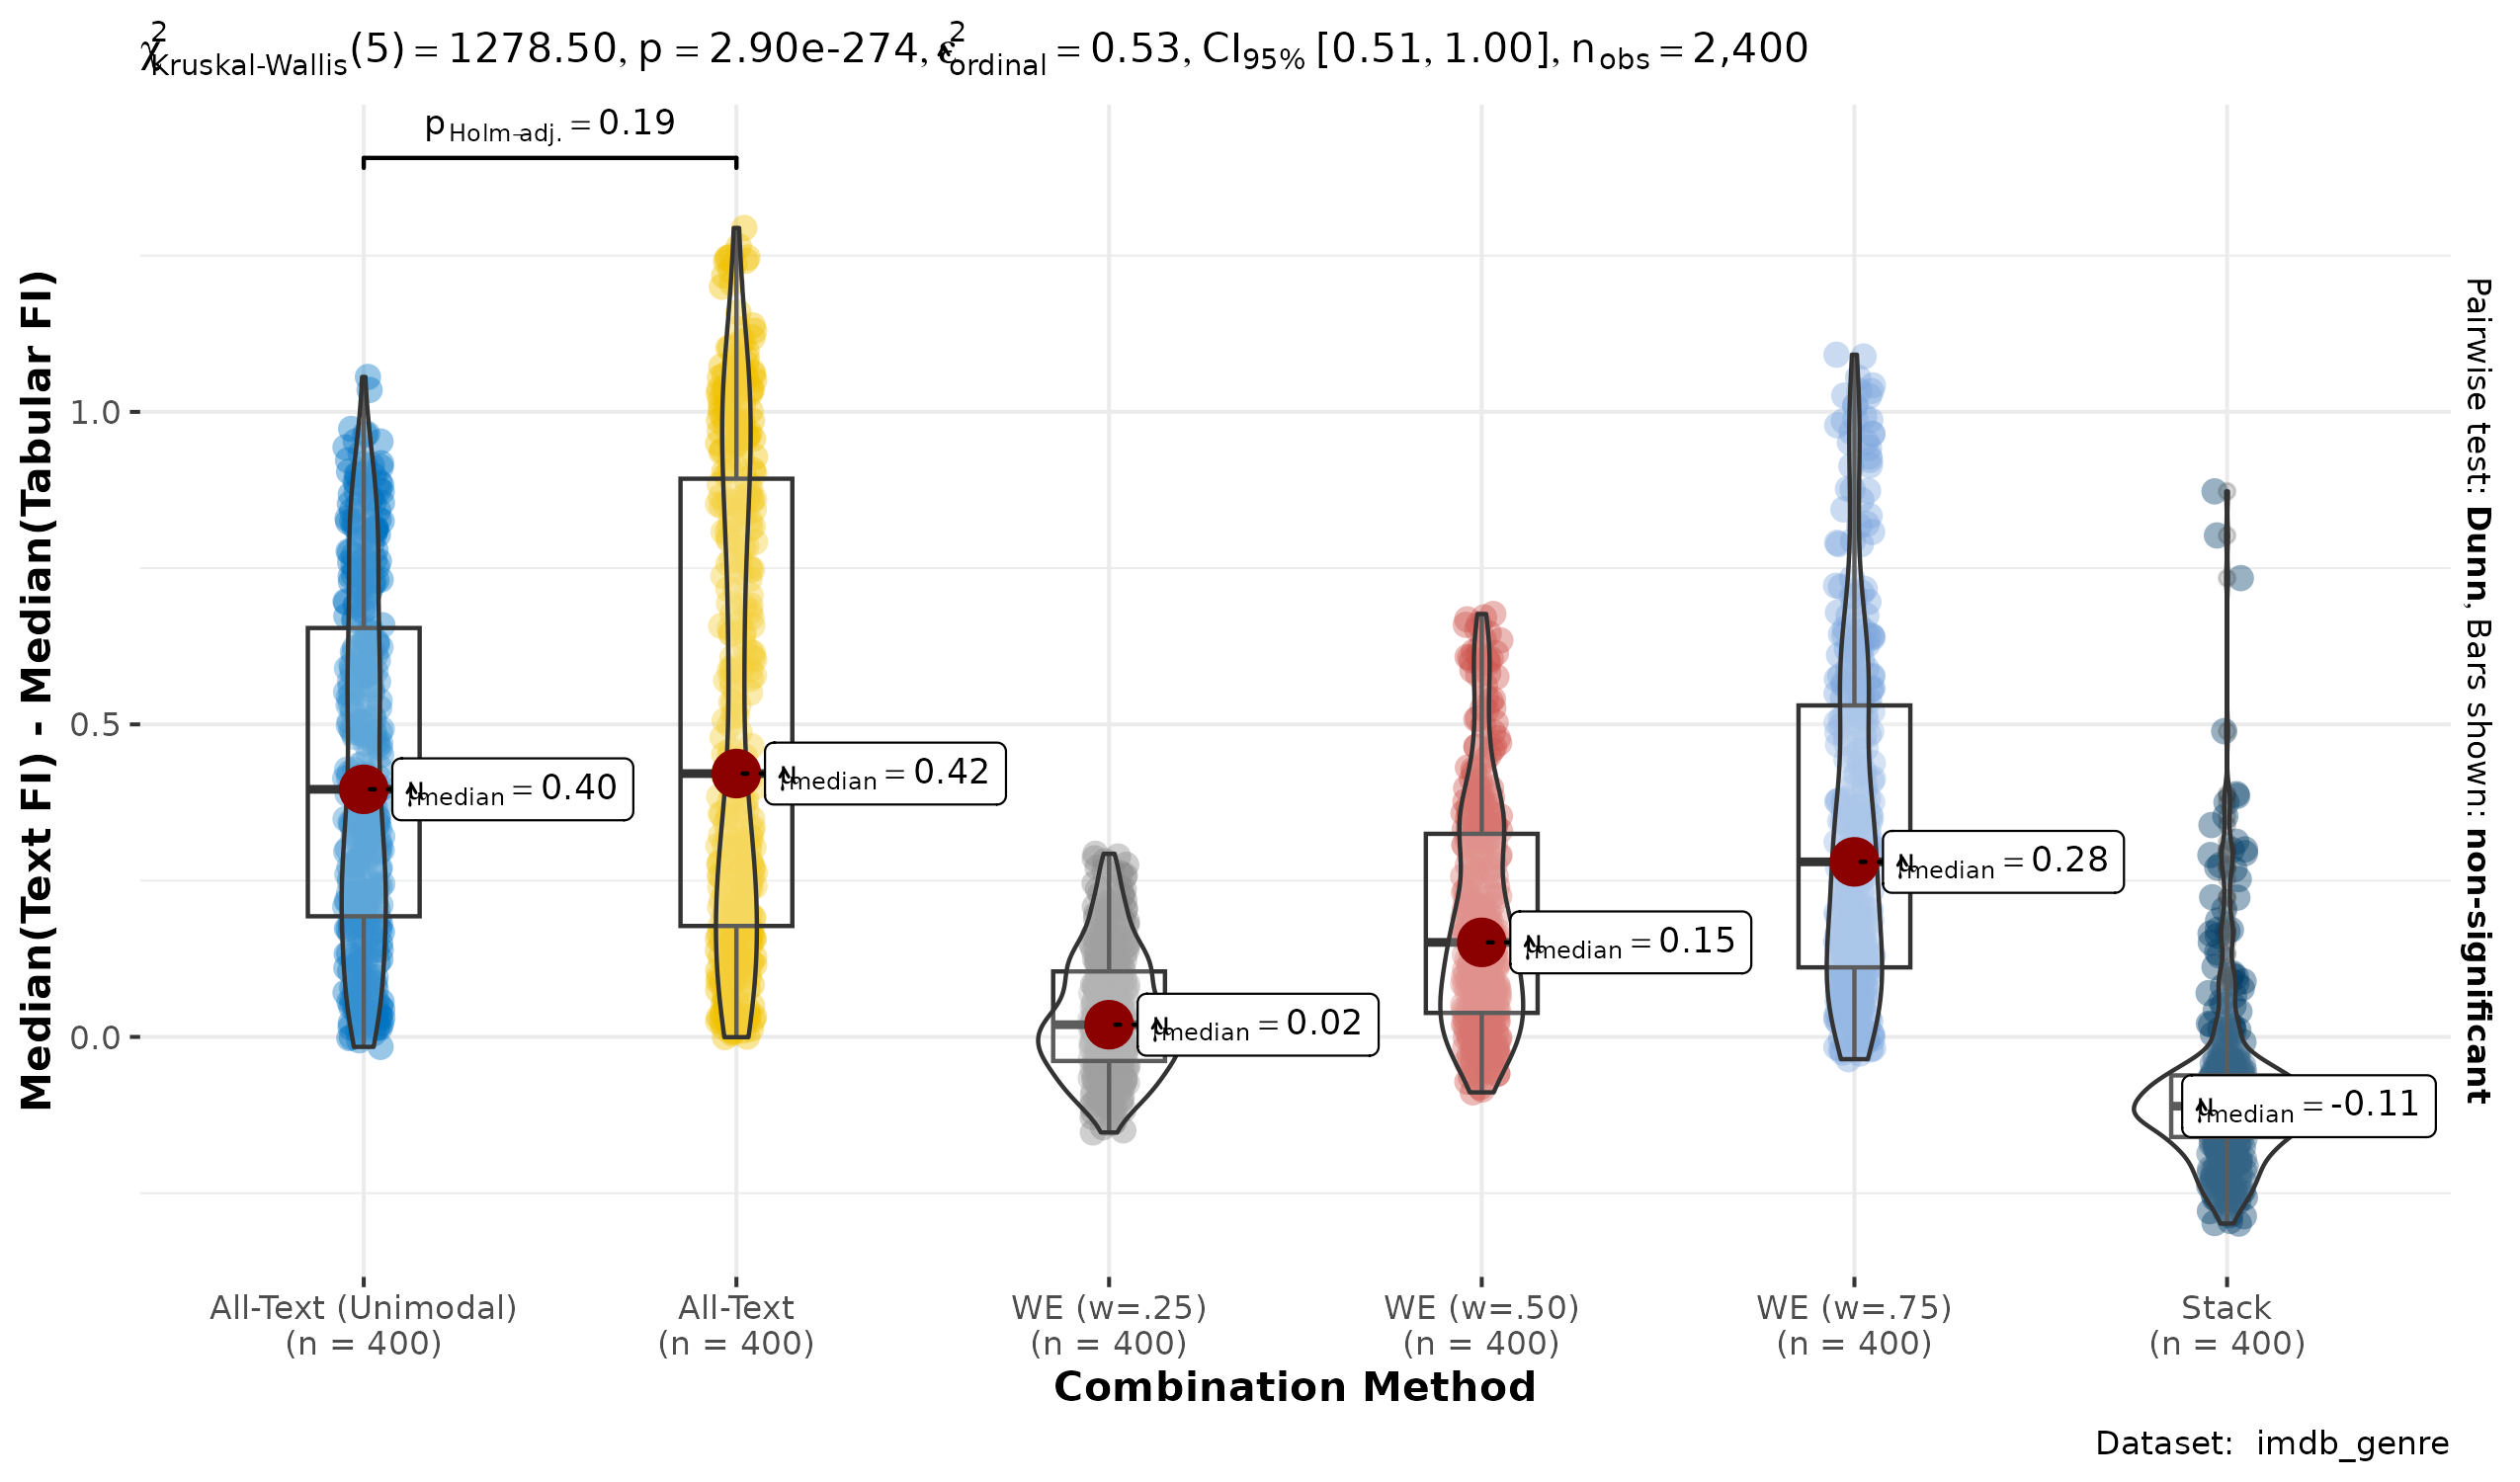 χ²Kruskal-Wallis(5) = 1278.50, p = 2.90e-274, ε̂²ordinal = 0.53, CI95% [0.51, 1.00], nobs = 2,400
pHolm-adj. = 0.19
Median(Text FI) - Median(Tabular FI)
1.0
0.5
0.0
μ̂median = 0.40
μ̂median = 0.42
μ̂median = 0.02
μ̂median = 0.15
μ̂median = 0.28
μ̂median = -0.11
Pairwise test: Dunn, Bars shown: non-significant
All-Text (Unimodal)
(n = 400)
All-Text
(n = 400)
WE (w=.25)
(n = 400)
WE (w=.50)
(n = 400)
WE (w=.75)
(n = 400)
Stack
(n = 400)
Combination Method
Dataset: imdb_genre